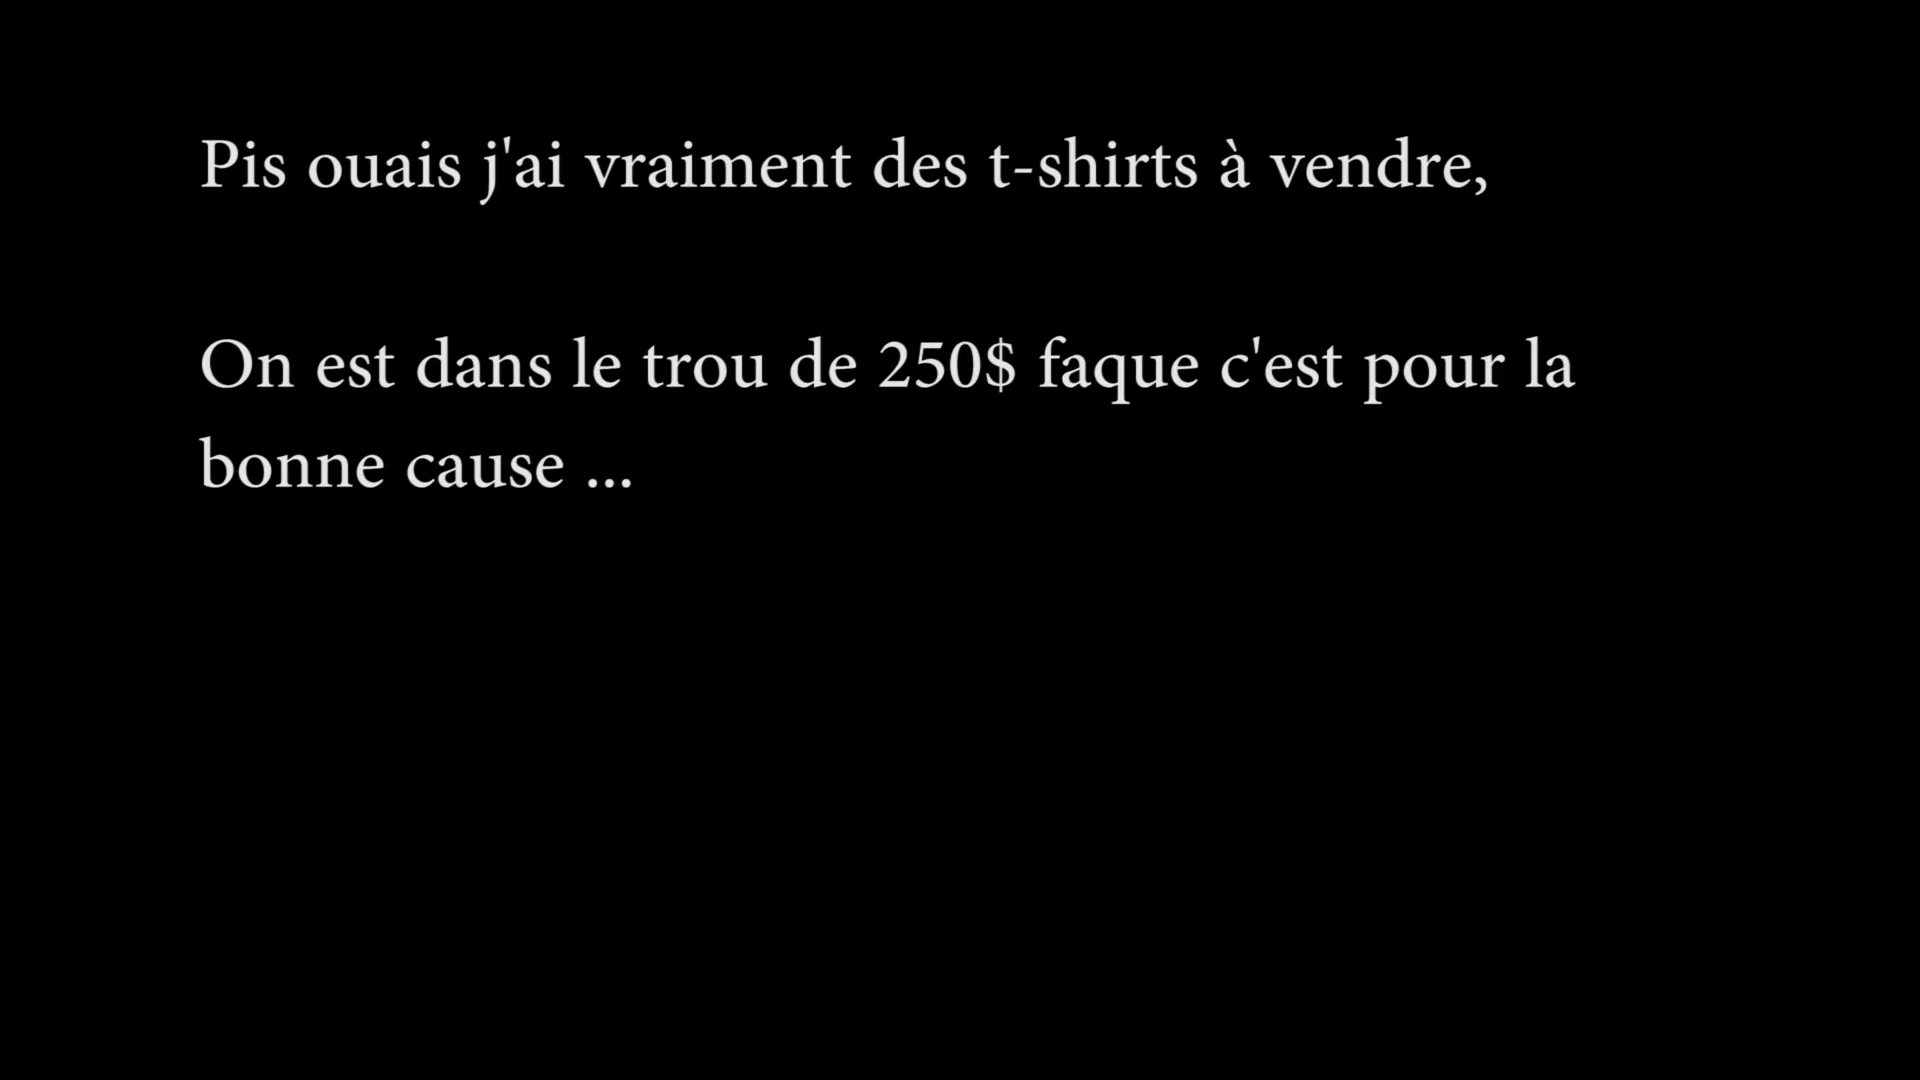 Pis ouais j'ai vraiment des t-shirts à vendre,
On est dans le trou de 250$ faque c'est pour la
bonne cause ...